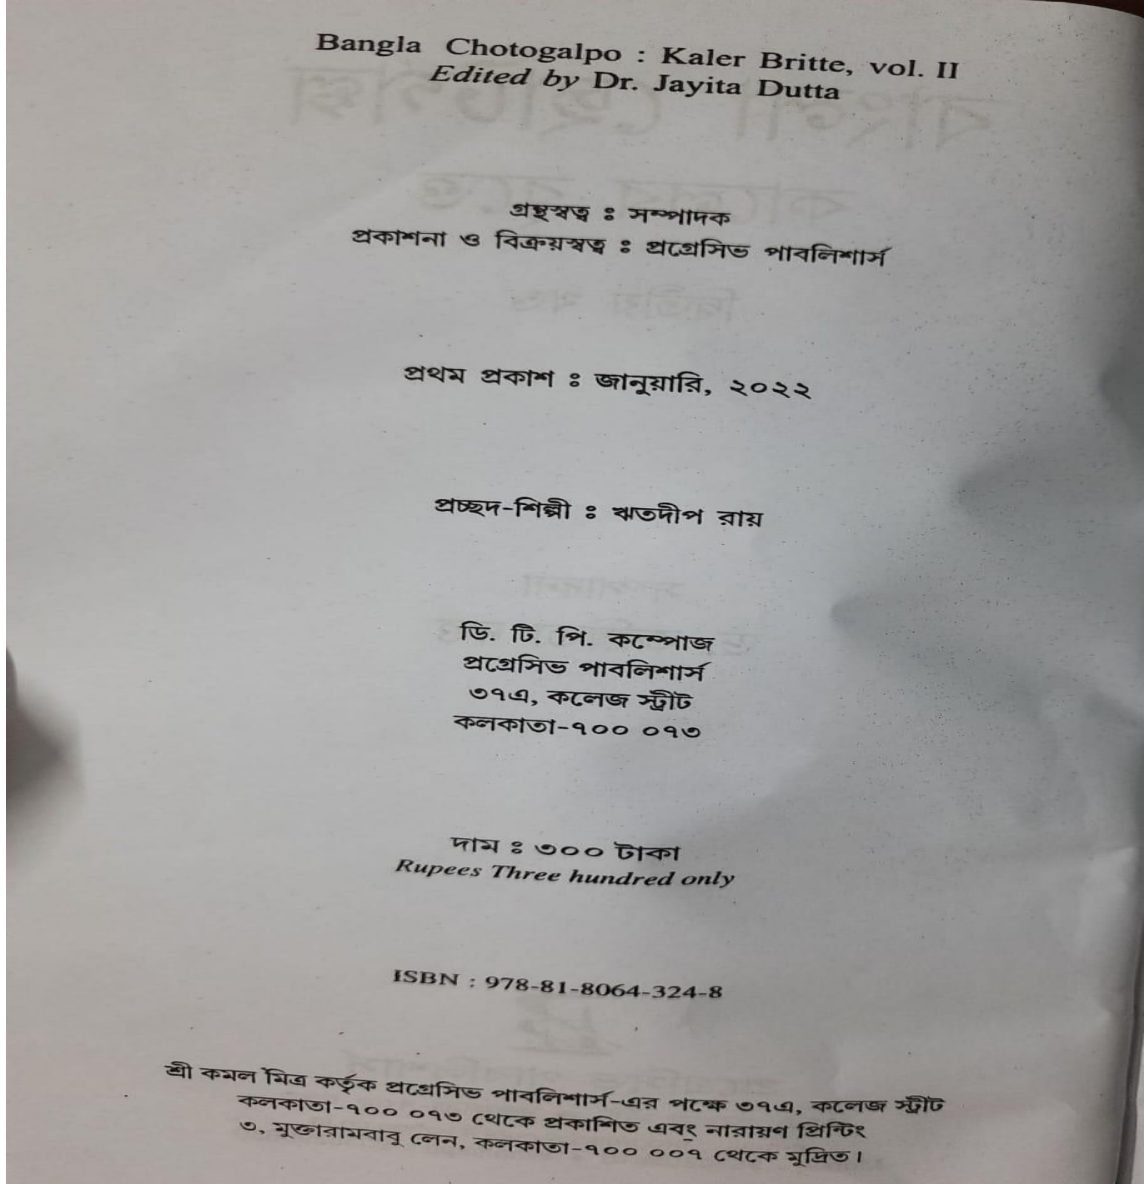 Bangla Chotogalpo : Kaler Britte, vol. II
Edited by Dr. Jayita Dutta
গ্রন্থস্বত্ব ঃ সম্পাদক
প্রকাশনা ও বিক্রয়স্বত্ব ঃ প্রগ্রেসিভ পাবলিশার্স
প্রথম প্রকাশ ঃ জানুয়ারি, ২০২২
প্রচ্ছদ-শিল্পী ঃ ঋতদীপ রায়
ডি. টি. পি. কম্পোজ
প্রগ্রেসিভ পাবলিশার্স
৩৭এ, কলেজ স্ট্রীট
কলকাতা-৭০০ ০৭৩
দাম ঃ ৩০০ টাকা
Rupees Three hundred only
ISBN : 978-81-8064-324-8
শ্রী কমল মিত্র কর্তৃক প্রগ্রেসিভ পাবলিশার্স-এর পক্ষে ৩৭এ, কলেজ স্ট্রীট
কলকাতা-৭০০ ০৭৩ থেকে প্রকাশিত এবং নারায়ণ প্রিন্টিং
৩, মুক্তারামবাবু লেন, কলকাতা-৭০০ ০০৭ থেকে মুদ্রিত।